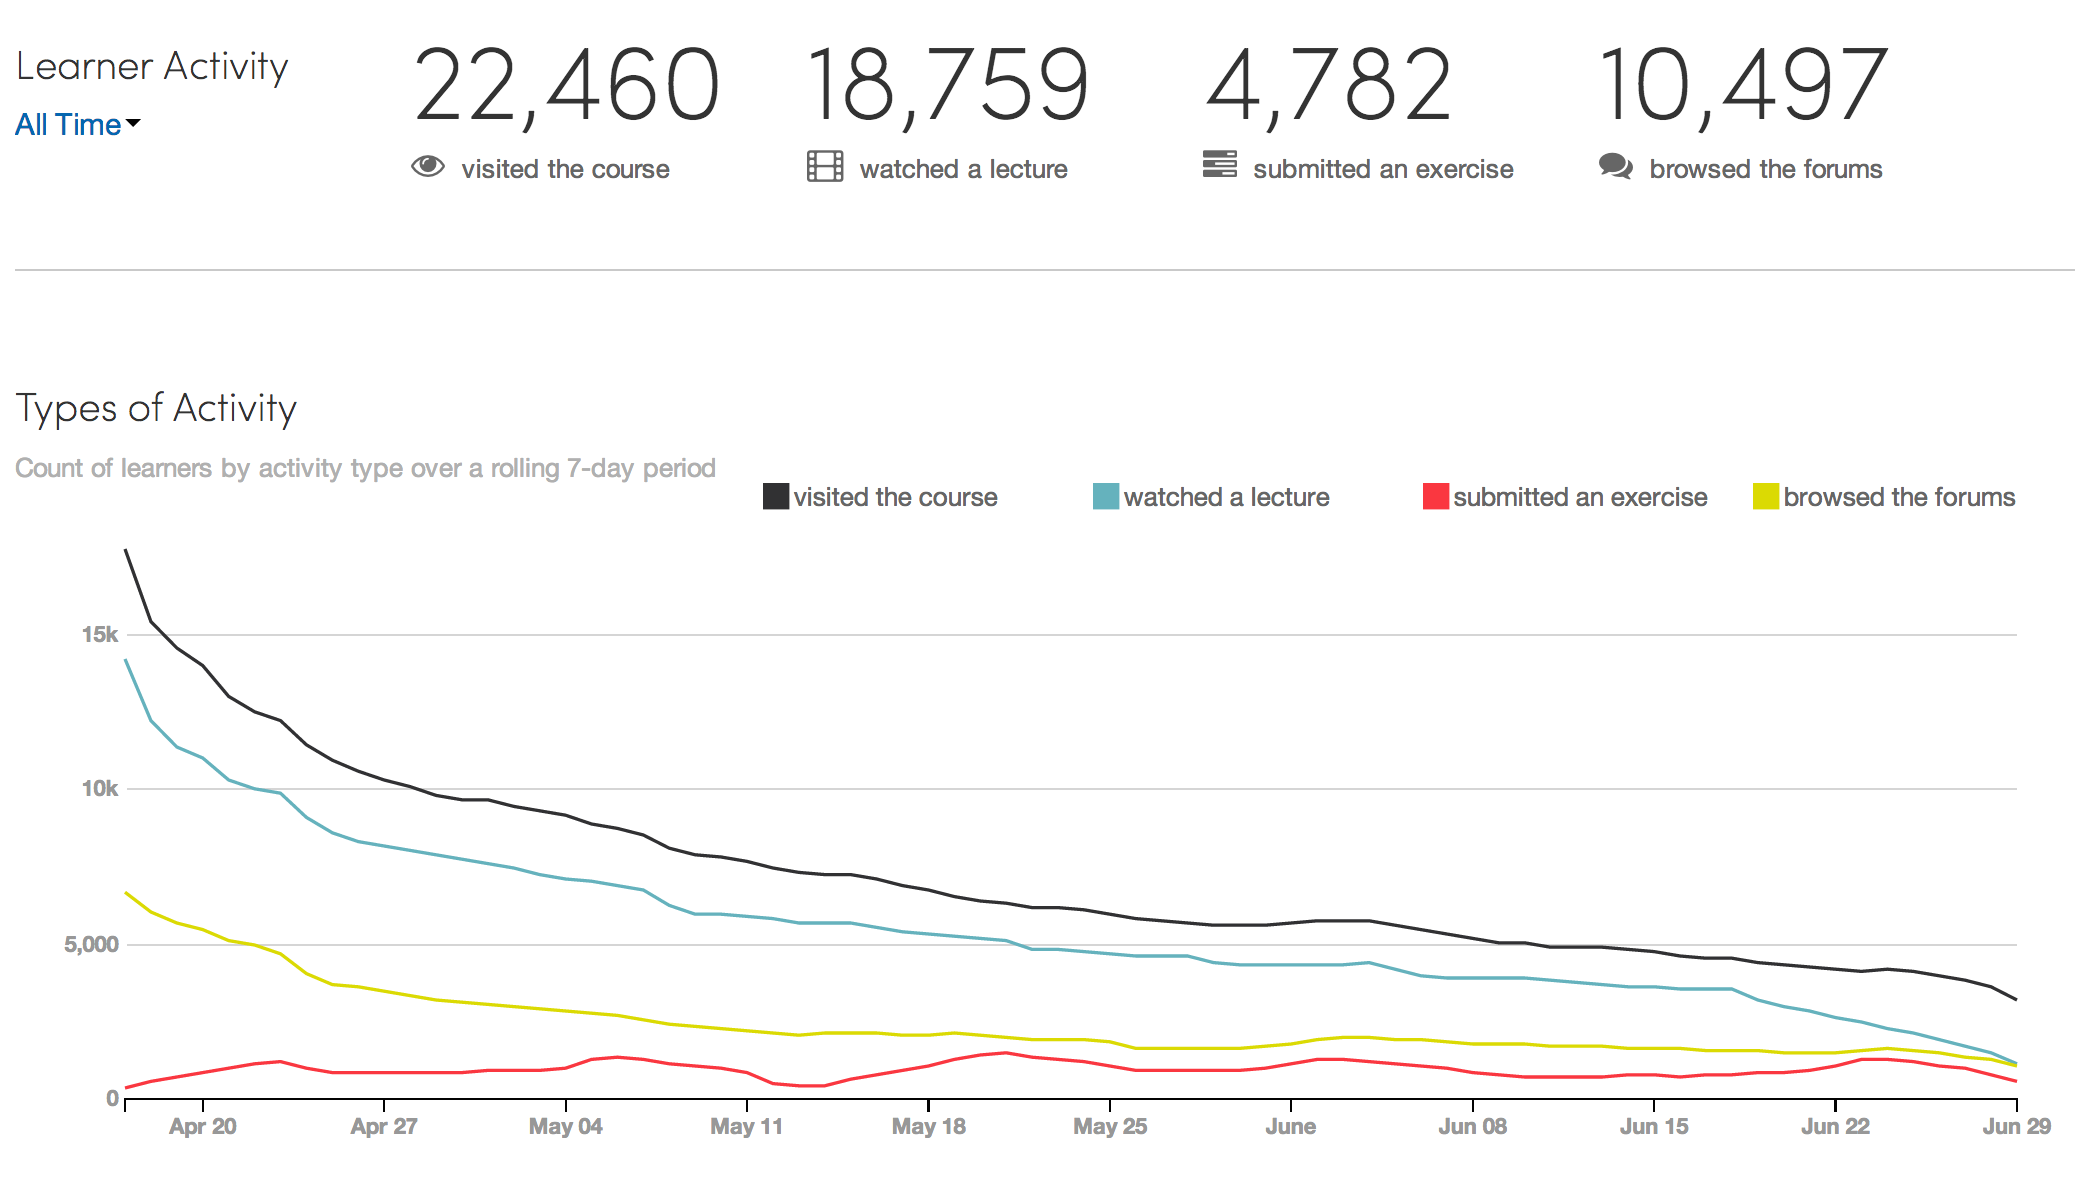 Learner Activity
All Time
22,460
visited the course
18,759
watched a lecture
4,782
submitted an exercise
10,497
browsed the forums
Types of Activity
Count of learners by activity type over a rolling 7-day period
visited the course
watched a lecture
submitted an exercise
browsed the forums
15k
10k
5,000
0
Apr 20
Apr 27
May 04
May 11
May 18
May 25
June
Jun 08
Jun 15
Jun 22
Jun 29